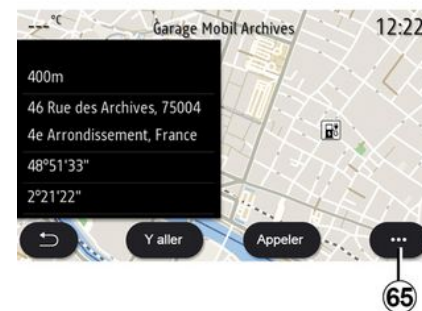 ---°C
Garage Mobil Archives
12:22
400m
46 Rue des Archives, 75004
4e Arrondissement, France
48°51'33"
2°21'22"
Y aller
Appeler
...
65